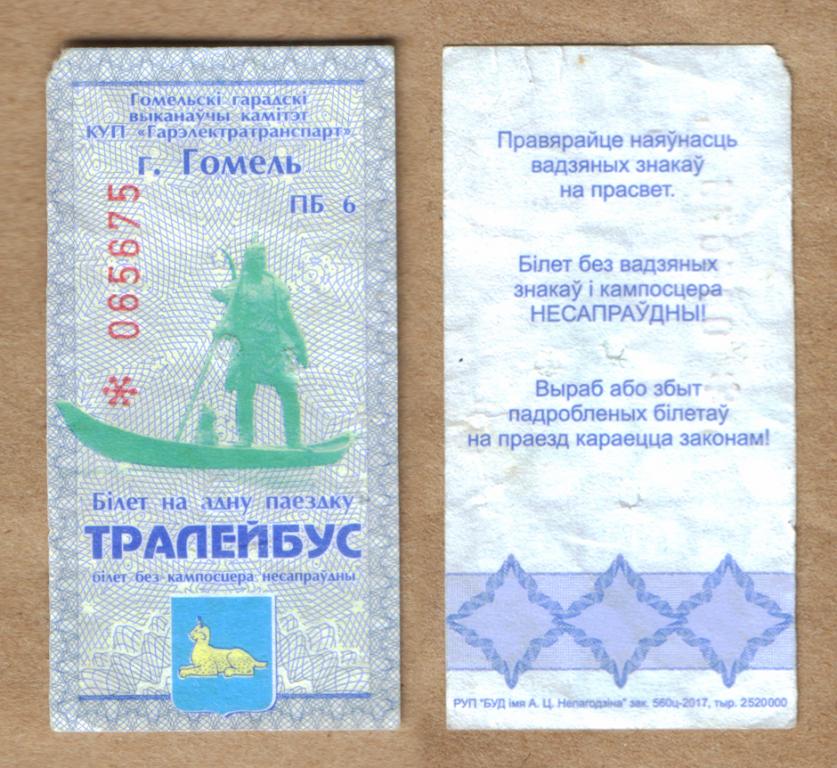 Гомельскі гарадскі
выканаўчы камітэт
КУП «Гарэлектратранспарт»
г. Гомель
ПБ 6
* 065675
Білет на адну паездку
ТРАЛЕЙБУС
білет без кампосцера несапраўдны
Правярайце наяўнасць
вадзяных знакаў
на прасвет.
Білет без вадзяных
знакаў і кампосцера
НЕСАПРАЎДНЫ!
Выраб або збыт
падробленых білетаў
на праезд караецца законам!
РУП "БУД імя А. Ц. Непагодзіна" зак. 560ц-2017, тыр. 2520000